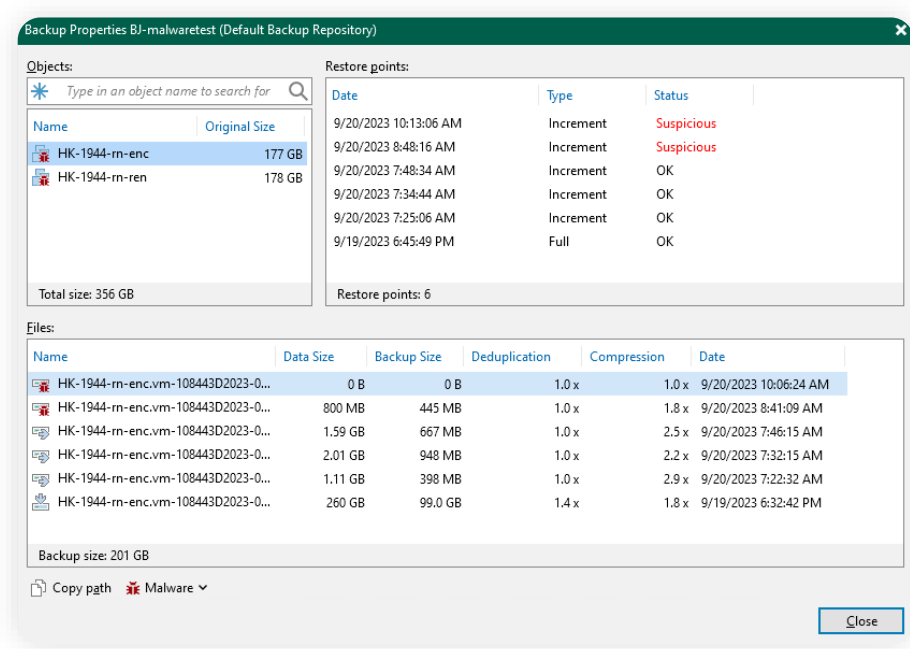 Backup Properties BJ-malwaretest (Default Backup Repository)
Objects:
Type in an object name to search for
Name Original Size
HK-1944-rn-enc 177 GB
HK-1944-rn-ren 178 GB
Total size: 356 GB
Restore points:
Date Type Status
9/20/2023 10:13:06 AM Increment Suspicious
9/20/2023 8:48:16 AM Increment Suspicious
9/20/2023 7:48:34 AM Increment OK
9/20/2023 7:34:44 AM Increment OK
9/20/2023 7:25:06 AM Increment OK
9/19/2023 6:45:49 PM Full OK
Restore points: 6
Files:
Name Data Size Backup Size Deduplication Compression Date
HK-1944-rn-enc.vm-108443D2023-0... 0 B 0 B 1.0 x 1.0 x 9/20/2023 10:06:24 AM
HK-1944-rn-enc.vm-108443D2023-0... 800 MB 445 MB 1.0 x 1.8 x 9/20/2023 8:41:09 AM
HK-1944-rn-enc.vm-108443D2023-0... 1.59 GB 667 MB 1.0 x 2.5 x 9/20/2023 7:46:15 AM
HK-1944-rn-enc.vm-108443D2023-0... 2.01 GB 948 MB 1.0 x 2.2 x 9/20/2023 7:32:15 AM
HK-1944-rn-enc.vm-108443D2023-0... 1.11 GB 398 MB 1.0 x 2.9 x 9/20/2023 7:22:32 AM
HK-1944-rn-enc.vm-108443D2023-0... 260 GB 99.0 GB 1.4 x 1.8 x 9/19/2023 6:32:42 PM
Backup size: 201 GB
Copy path Malware
Close